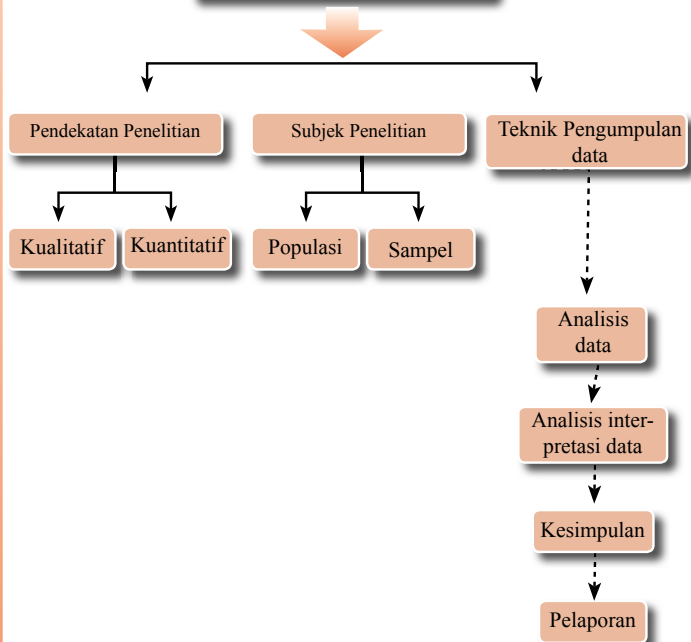 Pendekatan Penelitian
Subjek Penelitian
Teknik Pengumpulan
data
Kualitatif
Kuantitatif
Populasi
Sampel
Analisis
data
Analisis inter-
pretasi data
Kesimpulan
Pelaporan